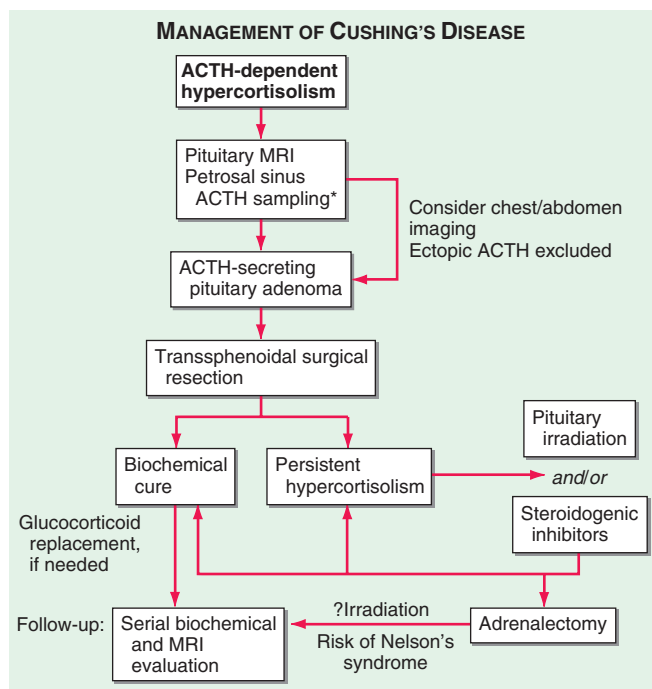 MANAGEMENT OF CUSHING'S DISEASE
ACTH-dependent
hypercortisolism
Pituitary MRI
Petrosal sinus
ACTH sampling*
Consider chest/abdomen
imaging
Ectopic ACTH excluded
ACTH-secreting
pituitary adenoma
Transsphenoidal surgical
resection
Pituitary
irradiation
Biochemical
cure
Persistent
hypercortisolism
and/or
Steroidogenic
inhibitors
Glucocorticoid
replacement,
if needed
Follow-up:
Serial biochemical
and MRI
evaluation
?Irradiation
Risk of Nelson's
syndrome
Adrenalectomy